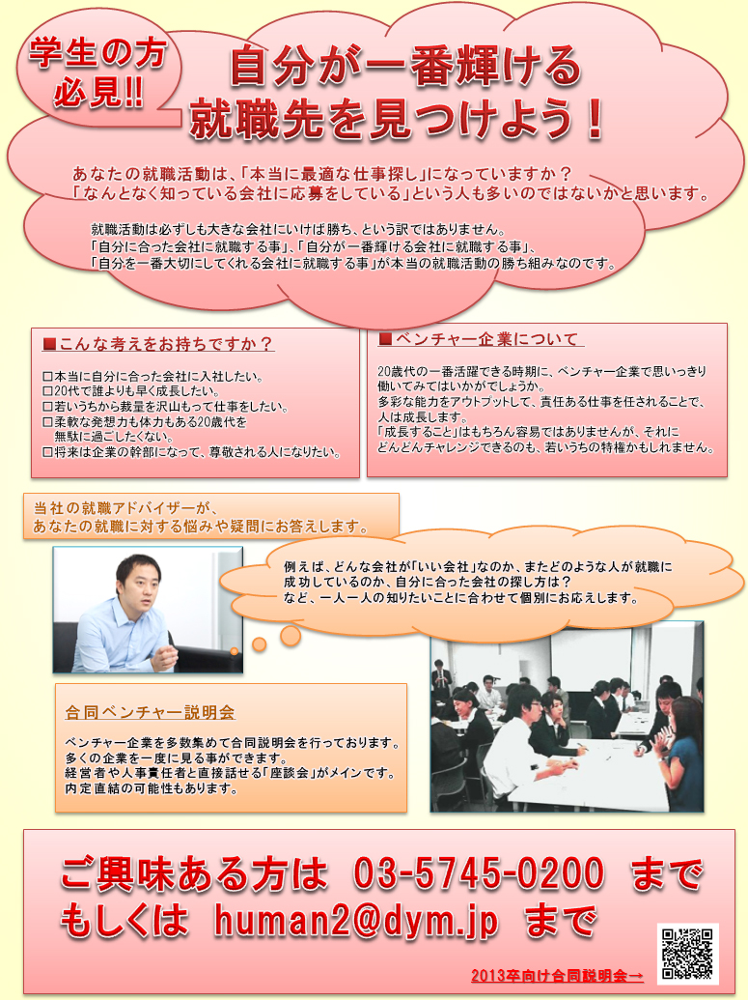 学生の方
必見!!
自分が一番輝ける
就職先を見つけよう！
あなたの就職活動は、「本当に最適な仕事探し」になっていますか？
「なんとなく知っている会社に応募をしている」という人も多いのではないかと思います。
就職活動は必ずしも大きな会社にいけば勝ち、という訳ではありません。
「自分に合った会社に就職する事」、「自分が一番輝ける会社に就職する事」、
「自分を一番大切にしてくれる会社に就職する事」が本当の就職活動の勝ち組みなのです。
■こんな考えをお持ちですか？
□本当に自分に合った会社に入社したい。
□20代で誰よりも早く成長したい。
□若いうちから裁量を沢山もって仕事をしたい。
□柔軟な発想力も体力もある20歳代を
無駄に過ごしたくない。
□将来は企業の幹部になって、尊敬される人になりたい。
■ベンチャー企業について
20歳代の一番活躍できる時期に、ベンチャー企業で思いっきり
働いてみてはいかがでしょうか。
多彩な能力をアウトプットして、責任ある仕事を任されることで、
人は成長します。
「成長すること」はもちろん容易ではありませんが、それに
どんどんチャレンジできるのも、若いうちの特権かもしれません。
当社の就職アドバイザーが、
あなたの就職に対する悩みや疑問にお答えします。
例えば、どんな会社が「いい会社」なのか、またどのような人が就職に
成功しているのか、自分に合った会社の探し方は？
など、一人一人の知りたいことに合わせて個別にお応えします。
合同ベンチャー説明会
ベンチャー企業を多数集めて合同説明会を行っております。
多くの企業を一度に見る事ができます。
経営者や人事責任者と直接話せる「座談会」がメインです。
内定直結の可能性もあります。
ご興味ある方は 03-5745-0200 まで
もしくは human2@dym.jp まで
2013卒向け合同説明会→